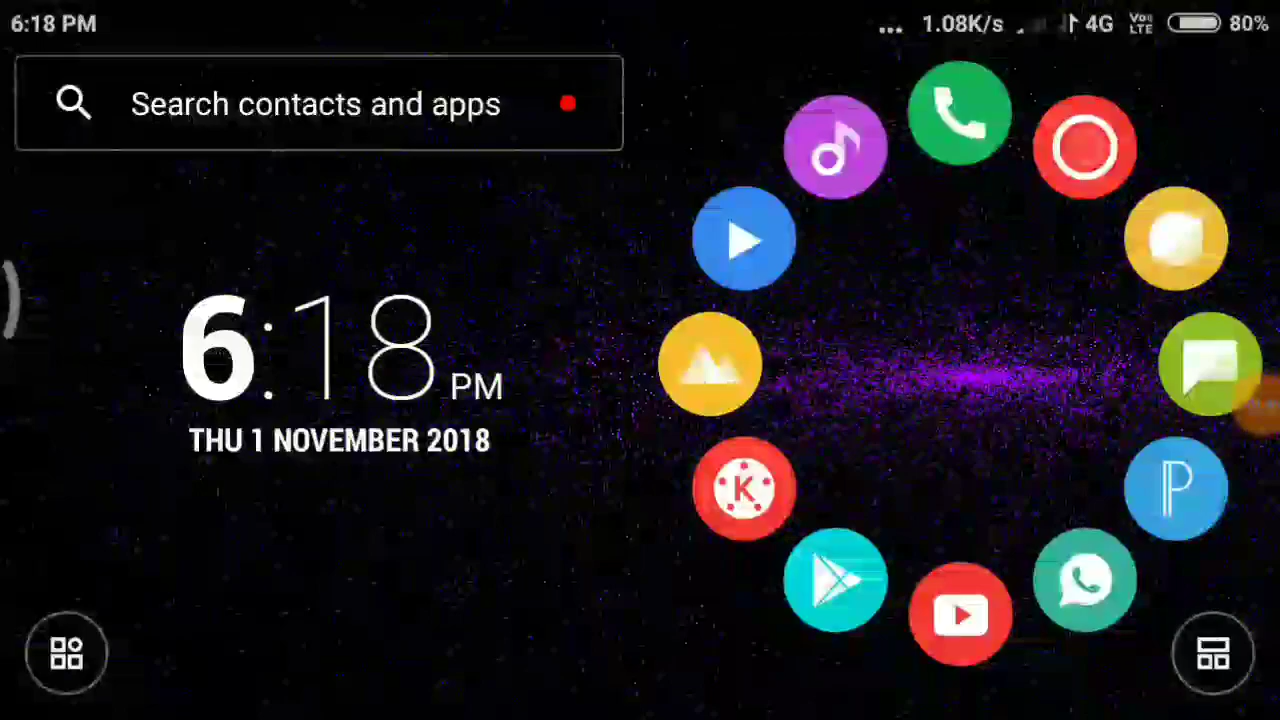 6:18 PM
... 1.08K/s 4G Vo LTE 80%
Search contacts and apps
6:18 PM
THU 1 NOVEMBER 2018
K
P